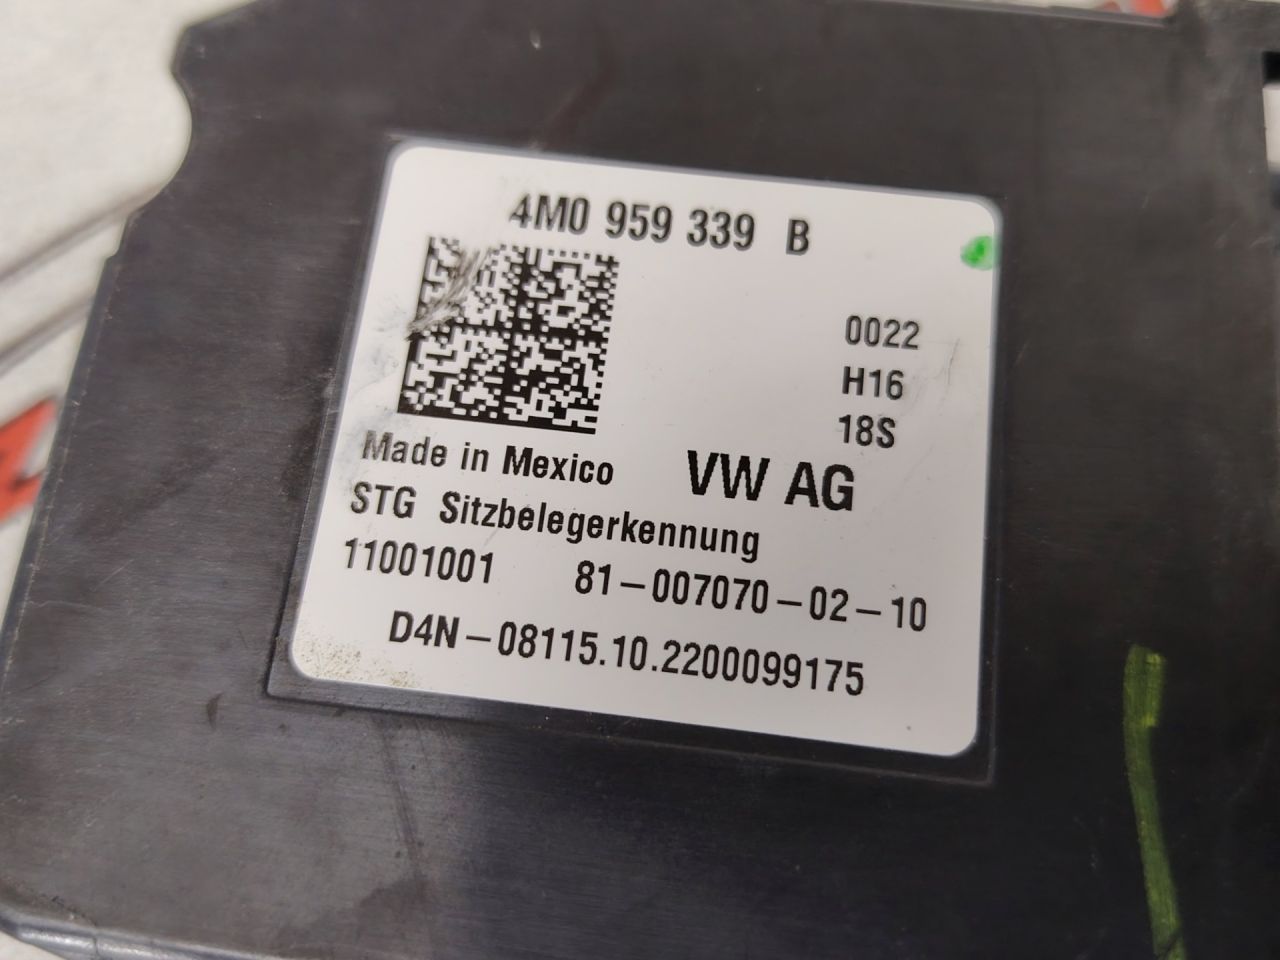 4M0 959 339 B
0022
H16
18S
Made in Mexico VW AG
STG Sitzbelegerkennung
11001001 81-007070-02-10
D4N-08115.10.2200099175